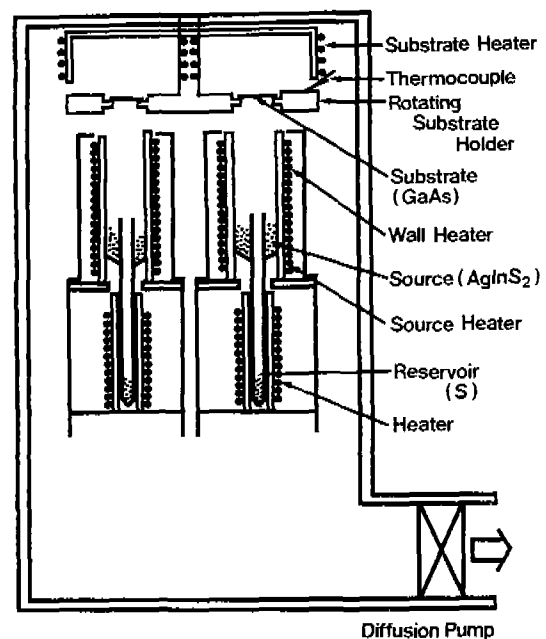 Substrate Heater
Thermocouple
Rotating
Substrate
Holder
Substrate
(GaAs)
Wall Heater
Source (AgInS₂)
Source Heater
Reservoir
(S)
Heater
Diffusion Pump